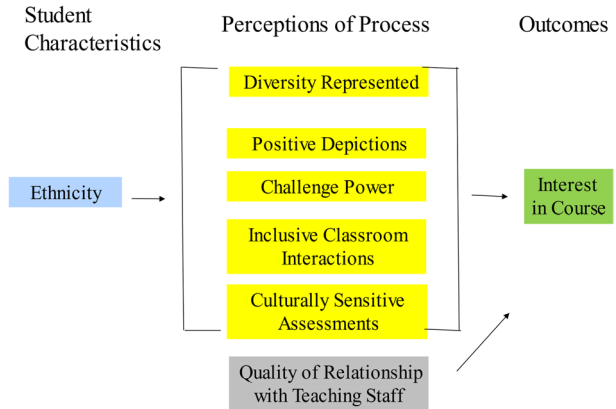 Student
Characteristics
Perceptions of Process
Outcomes
Diversity Represented
Positive Depictions
Ethnicity
Challenge Power
Interest
in Course
Inclusive Classroom
Interactions
Culturally Sensitive
Assessments
Quality of Relationship
with Teaching Staff